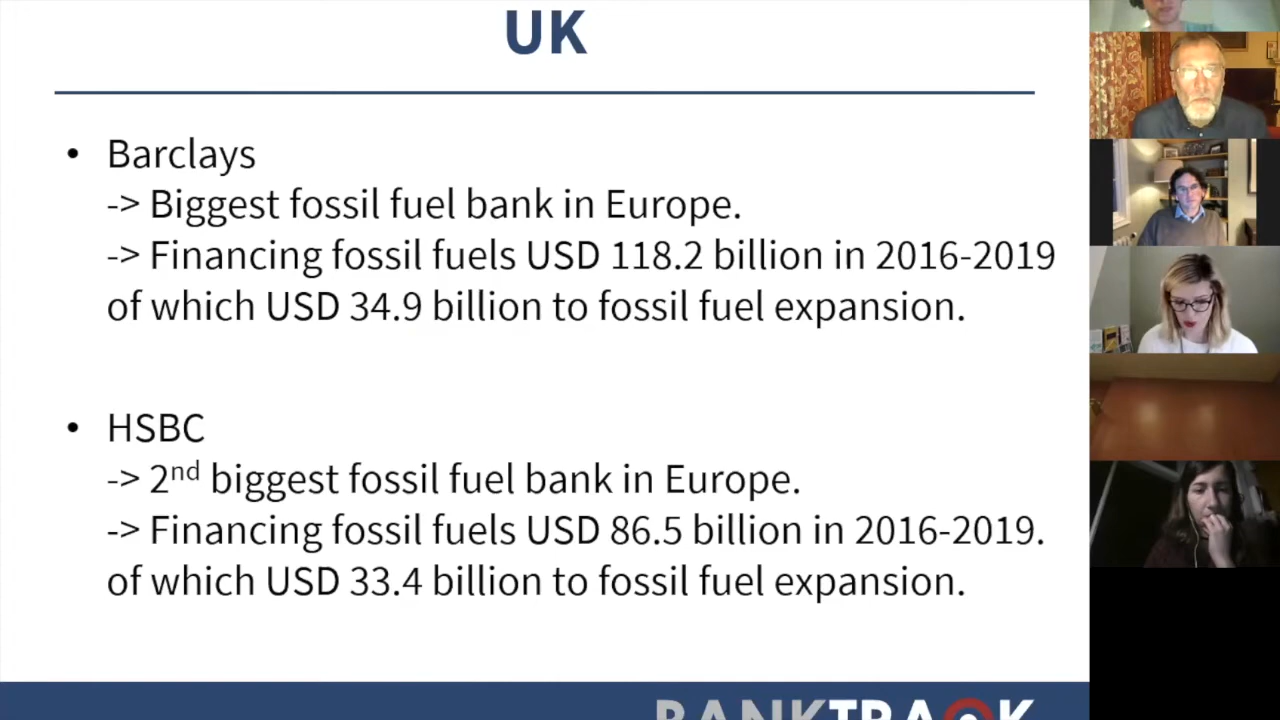 UK
• Barclays
-> Biggest fossil fuel bank in Europe.
-> Financing fossil fuels USD 118.2 billion in 2016-2019
of which USD 34.9 billion to fossil fuel expansion.
• HSBC
-> 2nd biggest fossil fuel bank in Europe.
-> Financing fossil fuels USD 86.5 billion in 2016-2019.
of which USD 33.4 billion to fossil fuel expansion.
BANKTRACK